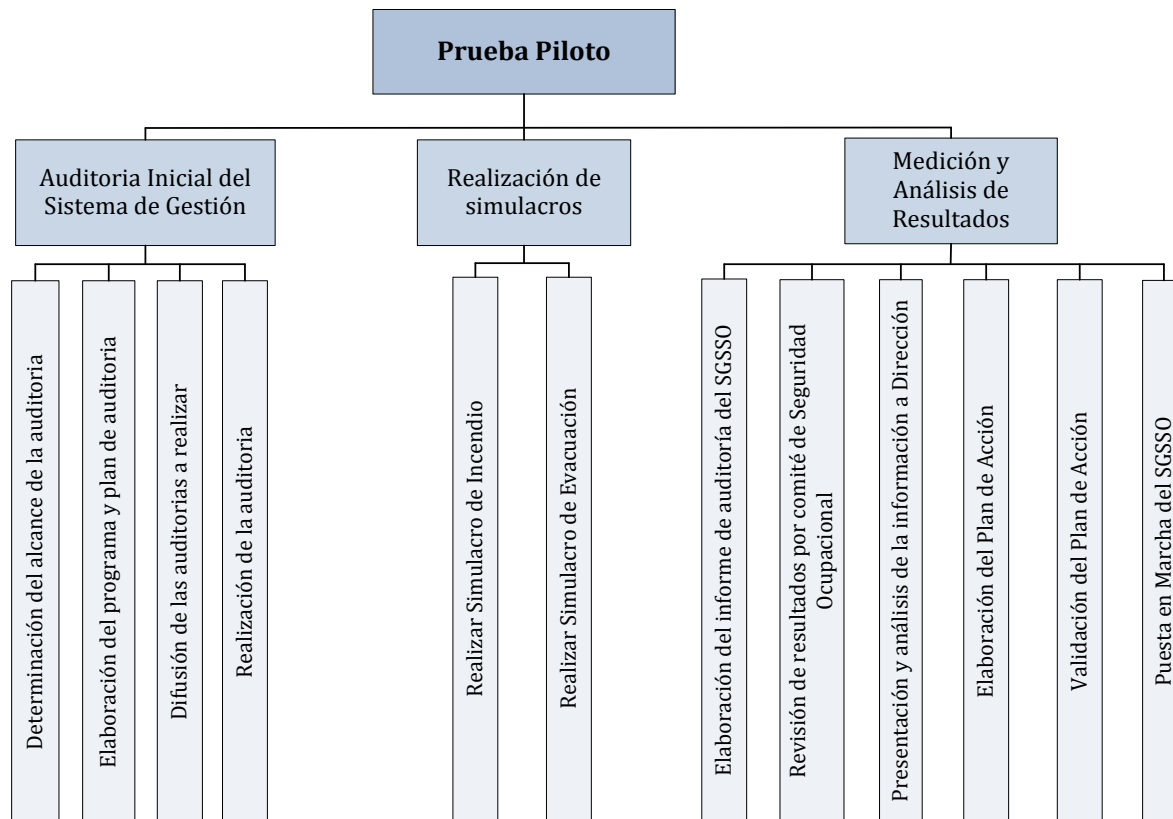 Prueba Piloto
Auditoria Inicial del
Sistema de Gestión
Realización de
simulacros
Medición y
Análisis de
Resultados
Determinación del alcance de la auditoria
Elaboración del programa y plan de auditoria
Difusión de las auditorias a realizar
Realización de la auditoria
Realizar Simulacro de Incendio
Realizar Simulacro de Evacuación
Elaboración del informe de auditoría del SGSSO
Revisión de resultados por comité de Seguridad
Ocupacional
Presentación y análisis de la información a Dirección
Elaboración del Plan de Acción
Validación del Plan de Acción
Puesta en Marcha del SGSSO